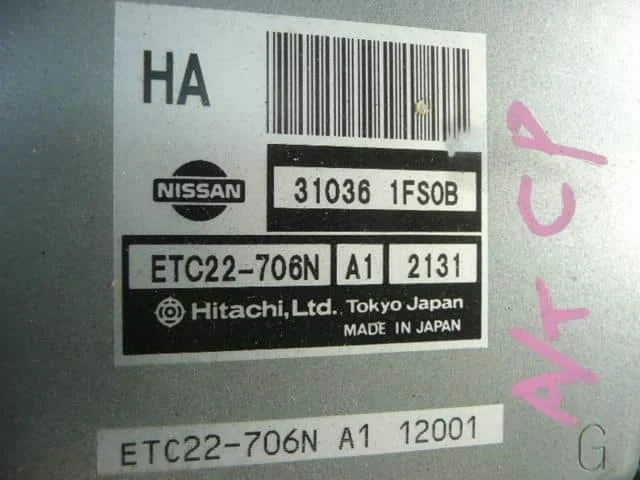 HA
NISSAN
31036 1FS0B
ETC22-706N A1 2131
Hitachi,Ltd. Tokyo Japan
MADE IN JAPAN
ETC22-706N A1 12001
G
A/T CP